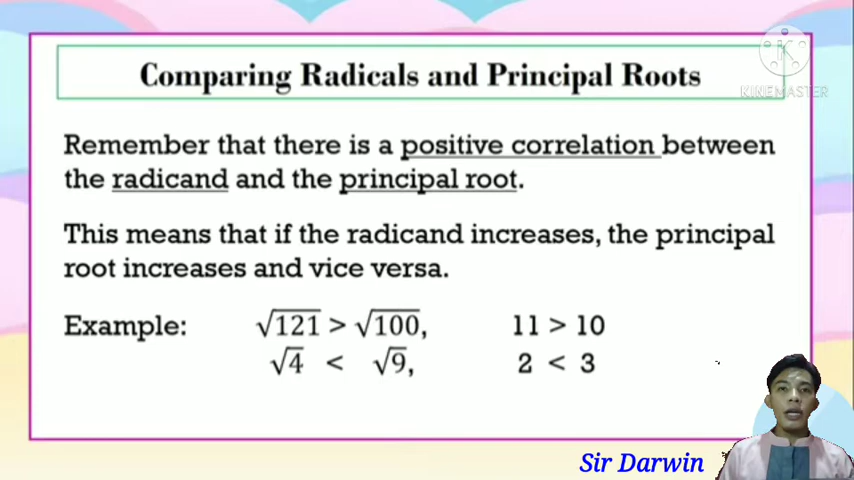 Comparing Radicals and Principal Roots
K
KINEMASTER
Remember that there is a positive correlation between
the radicand and the principal root.
This means that if the radicand increases, the principal
root increases and vice versa.
Example: √121 > √100, 11 > 10
√4 < √9, 2 < 3
Sir Darwin